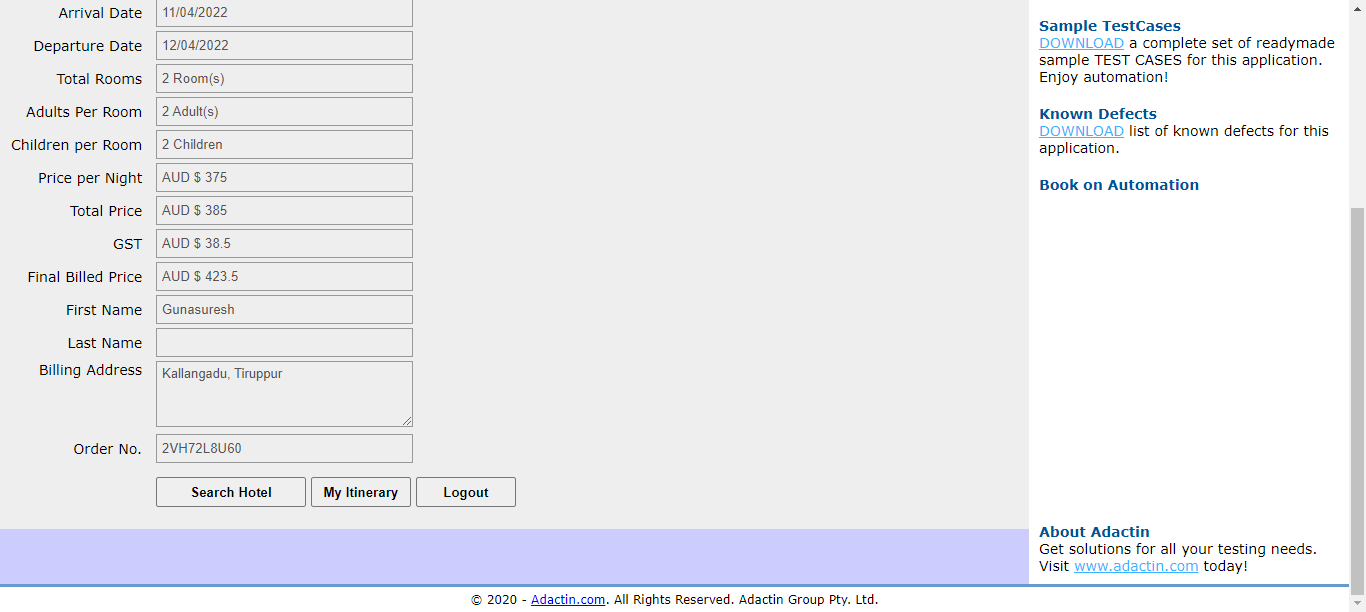 Arrival Date 11/04/2022
Departure Date 12/04/2022
Total Rooms 2 Room(s)
Adults Per Room 2 Adult(s)
Children per Room 2 Children
Price per Night AUD $ 375
Total Price AUD $ 385
GST AUD $ 38.5
Final Billed Price AUD $ 423.5
First Name Gunasuresh
Last Name
Billing Address Kallangadu, Tiruppur
Order No. 2VH72L8U60
Search Hotel My Itinerary Logout
Sample TestCases
DOWNLOAD a complete set of readymade
sample TEST CASES for this application.
Enjoy automation!
Known Defects
DOWNLOAD list of known defects for this
application.
Book on Automation
About Adactin
Get solutions for all your testing needs.
Visit www.adactin.com today!
© 2020 - Adactin.com. All Rights Reserved. Adactin Group Pty. Ltd.